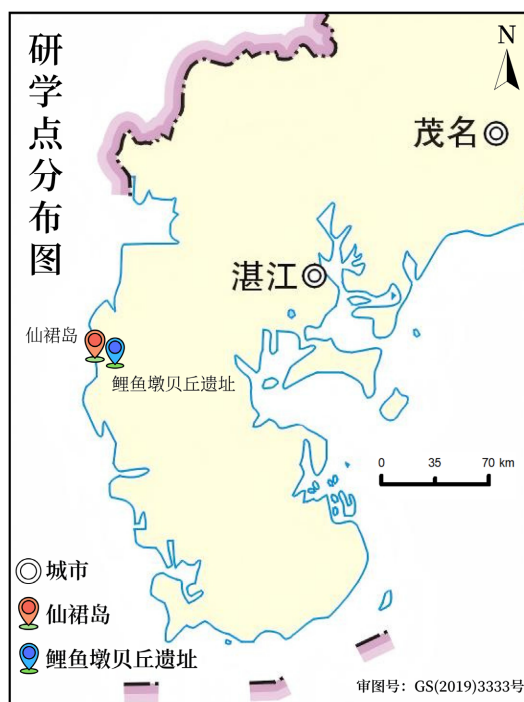 研学点分布图
N
茂名
湛江
仙裙岛
鲤鱼墩贝丘遗址
0 35 70 km
城市
仙裙岛
鲤鱼墩贝丘遗址
审图号：GS(2019)3333号